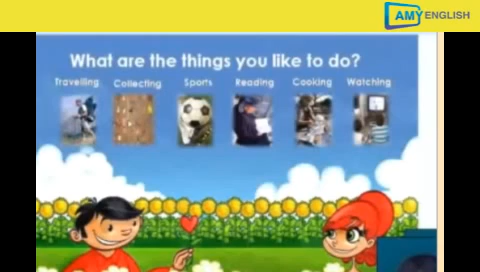 AMY ENGLISH
What are the things you like to do?
Travelling Collecting Sports Reading Cooking Watching